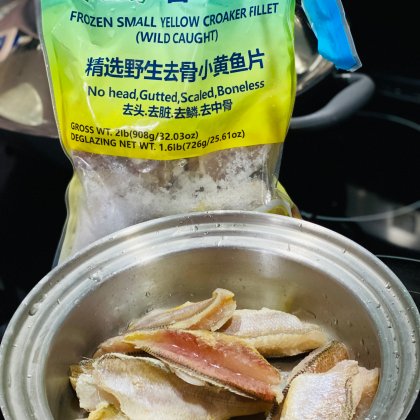 FROZEN SMALL YELLOW CROAKER FILLET
(WILD CAUGHT)
精选野生去骨小黄鱼片
No head,Gutted,Scaled,Boneless
去头.去脏.去鳞.去中骨
GROSS WT. 2lb(908g/32.03oz)
DEGLAZING NET WT. 1.6lb(726g/25.61oz)